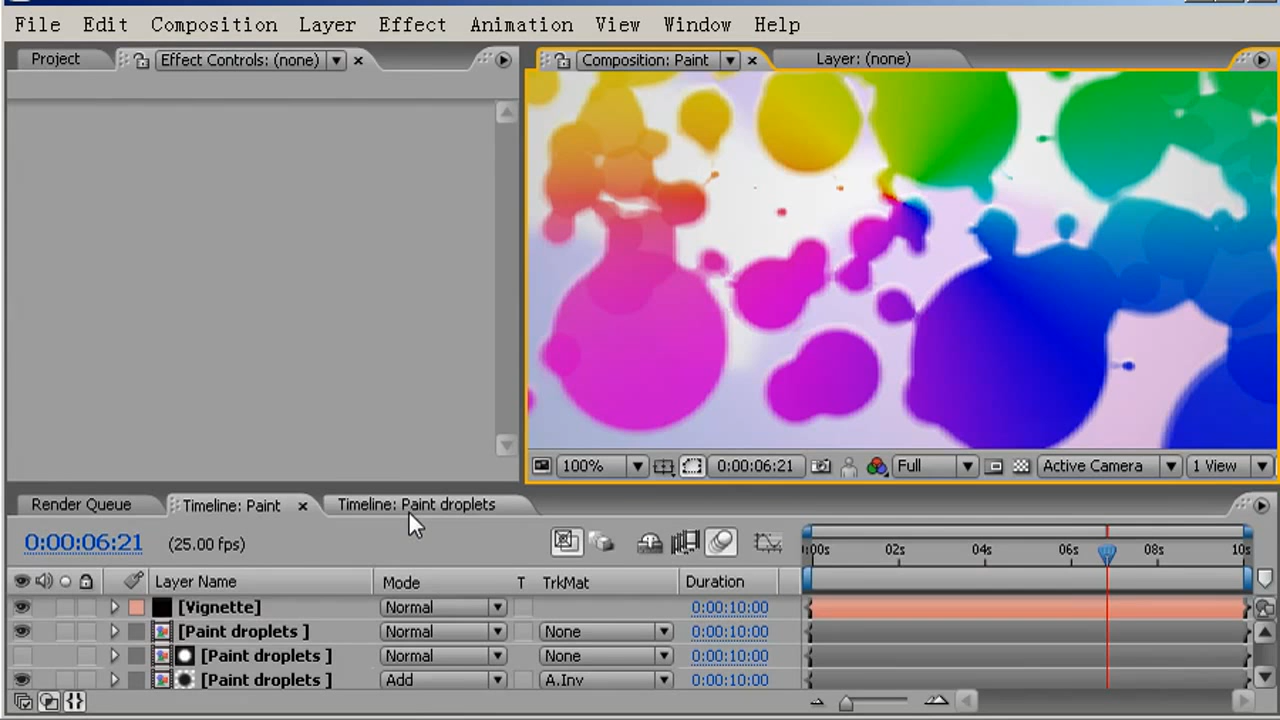 File Edit Composition Layer Effect Animation View Window Help
Project Effect Controls: (none) Composition: Paint Layer: (none)
100% 0:00:06:21 Full Active Camera 1 View
Render Queue Timeline: Paint Timeline: Paint droplets
0:00:06:21 (25.00 fps) :00s 02s 04s 06s 08s 10s
Layer Name Mode T TrkMat Duration
[Vignette] Normal 0:00:10:00
[Paint droplets ] Normal None 0:00:10:00
[Paint droplets ] Normal None 0:00:10:00
[Paint droplets ] Add A.Inv 0:00:10:00